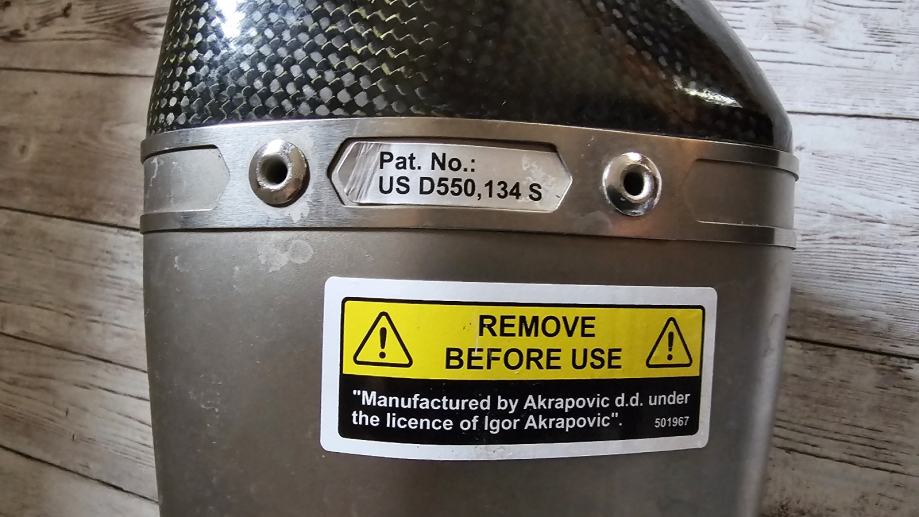 Pat. No.:
US D550,134 S
REMOVE
BEFORE USE
"Manufactured by Akrapovic d.d. under
the licence of Igor Akrapovic".
501967